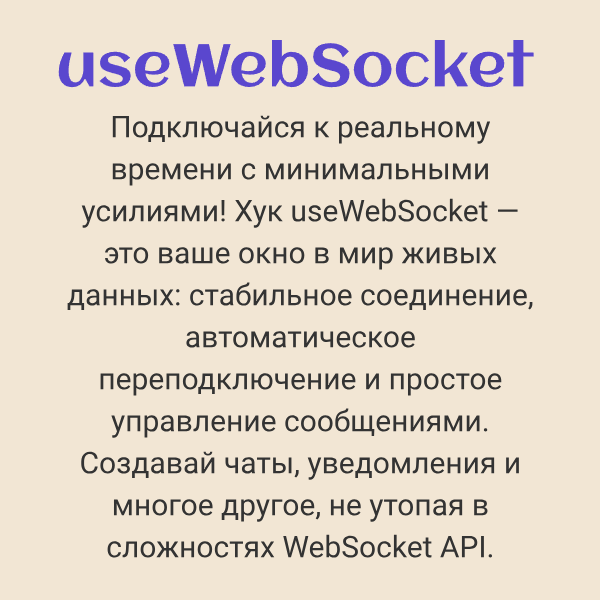 useWebSocket
Подключайся к реальному
времени с минимальными
усилиями! Хук useWebSocket —
это ваше окно в мир живых
данных: стабильное соединение,
автоматическое
переподключение и простое
управление сообщениями.
Создавай чаты, уведомления и
многое другое, не утопая в
сложностях WebSocket API.